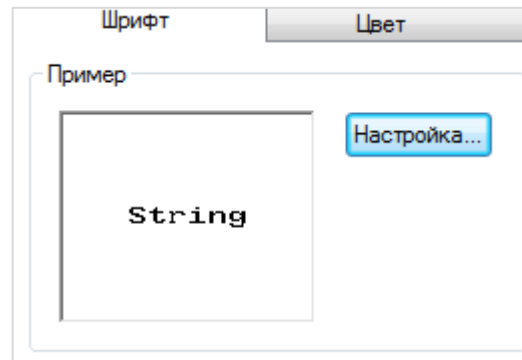 Шрифт
Цвет
Пример
Настройка...
String